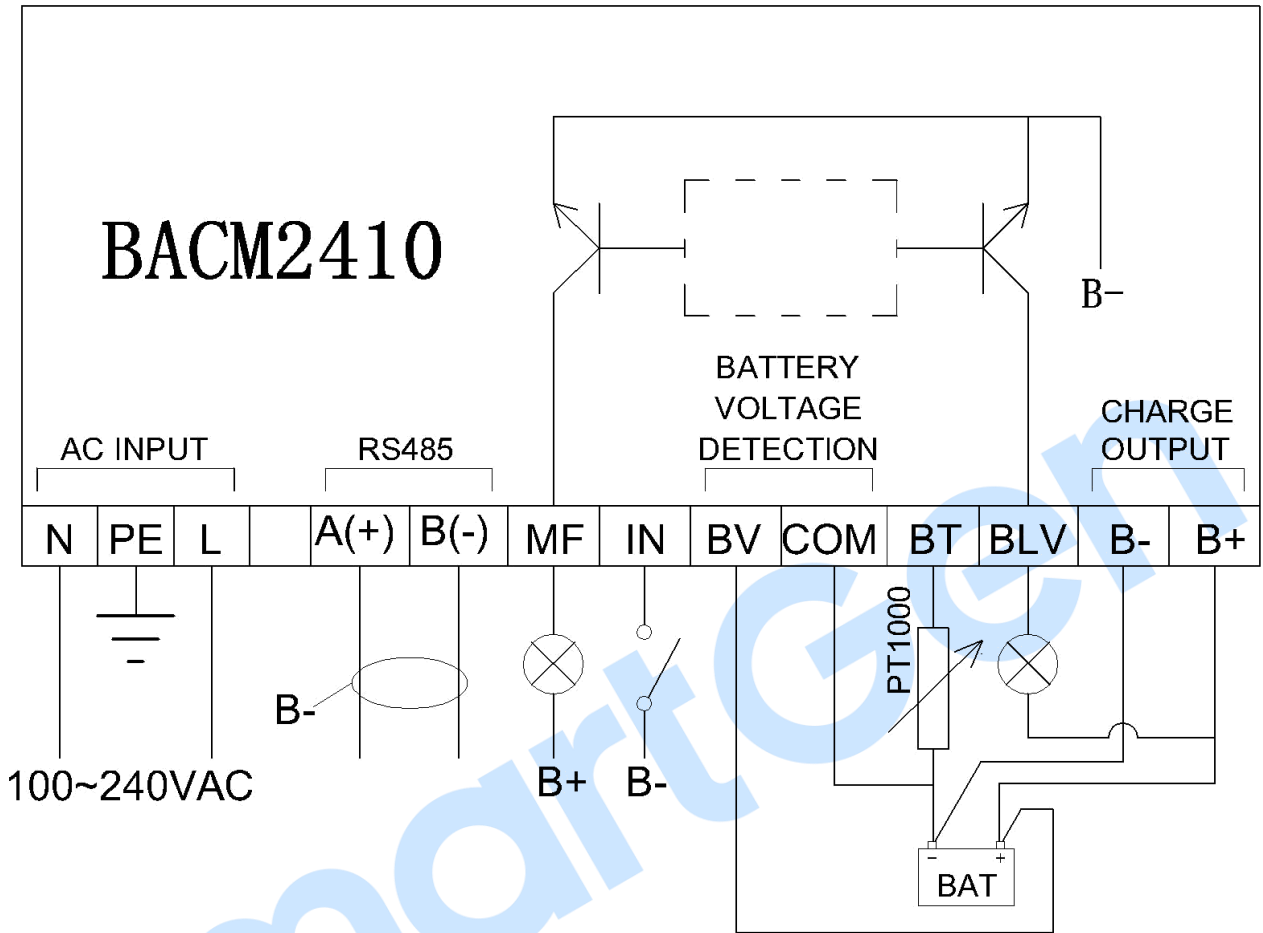 BACM2410
B-
BATTERY
VOLTAGE
DETECTION
CHARGE
OUTPUT
AC INPUT
RS485
N PE L A(+) B(-) MF IN BV COM BT BLV B- B+
PT1000
B-
100~240VAC
B+
B-
- +
BAT
smartGen